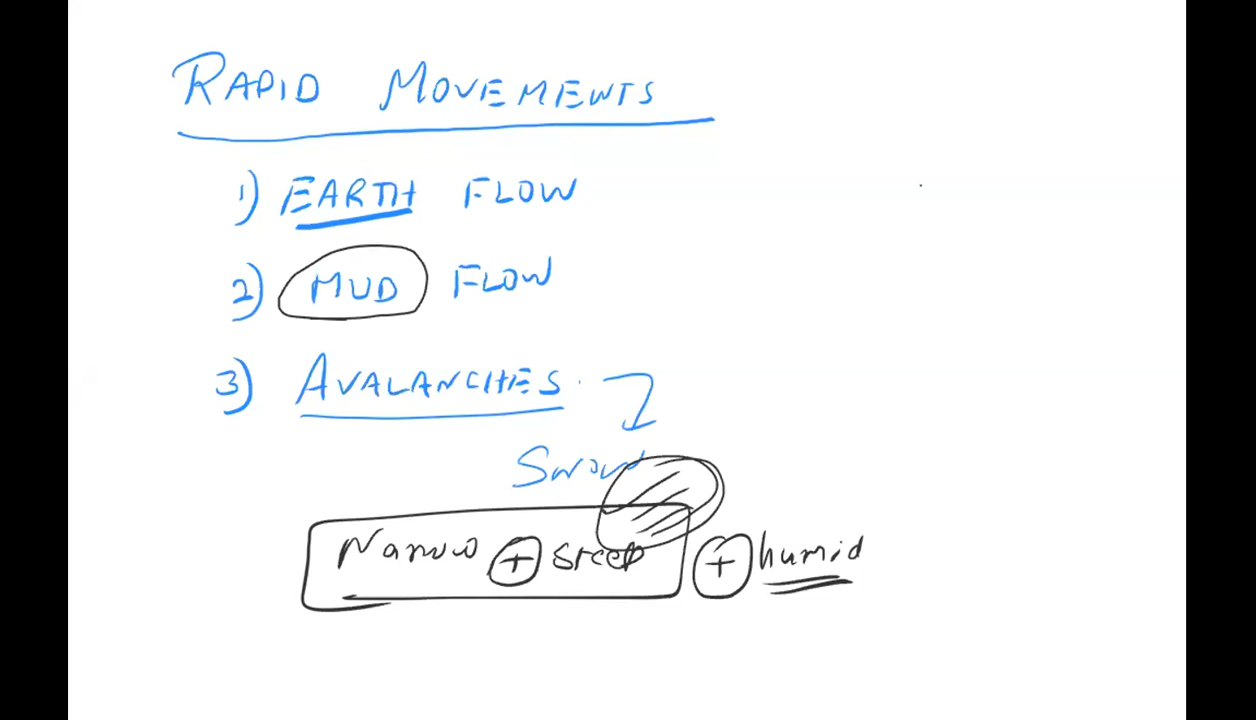 RAPID MOVEMENTS
1) EARTH FLOW
2) MUD FLOW
3) AVALANCHES
Snow
Narrow + steep + humid